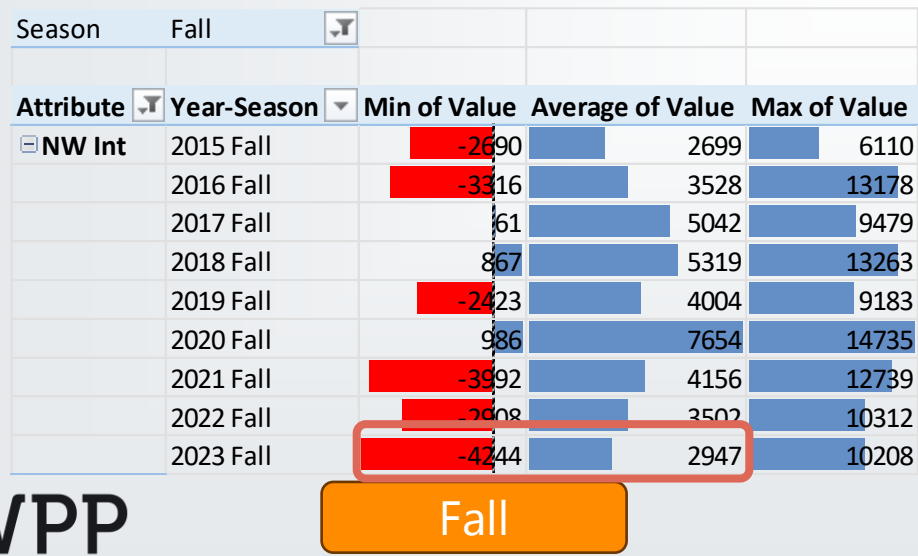 Season Fall
Attribute Year-Season Min of Value Average of Value Max of Value
NW Int 2015 Fall -2690 2699 6110
2016 Fall -3316 3528 13178
2017 Fall 61 5042 9479
2018 Fall 867 5319 13263
2019 Fall -2423 4004 9183
2020 Fall 986 7654 14735
2021 Fall -3992 4156 12739
2022 Fall -2908 3502 10312
2023 Fall -4244 2947 10208
PP
Fall